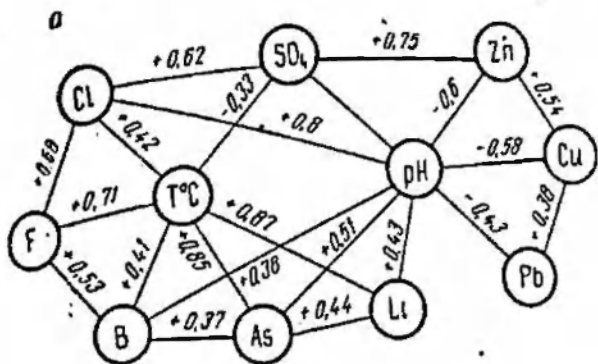 a
+0,62
SO₄
+0,75
Zn
Cl
-0,33
-0,6
+0,54
+0,42
+0,8
+0,68
pH
-0,58
Cu
F
+0,71
T°C
+0,87
+0,51
-0,43
+0,38
+0,53
+0,41
+0,85
+0,38
+0,43
Pb
B
+0,37
As
+0,44
Li